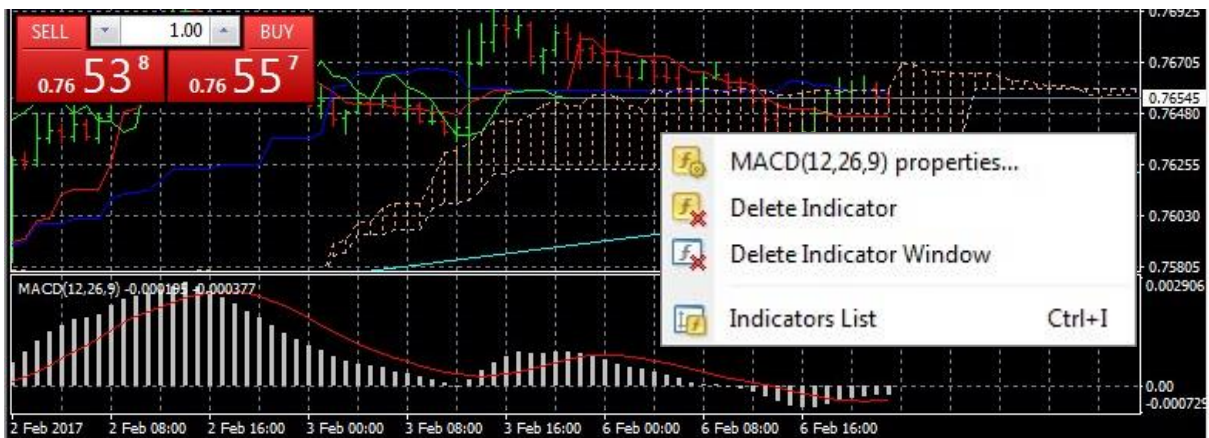 SELL 1.00 BUY
0.76 53 8 0.76 55 7
0.76925
0.76705
0.76545
0.76480
0.76255
0.76030
0.75805
MACD(12,26,9) properties...
Delete Indicator
Delete Indicator Window
Indicators List Ctrl+I
MACD(12,26,9) -0.000195 -0.000377
0.002906
0.00
-0.000729
2 Feb 2017 2 Feb 08:00 2 Feb 16:00 3 Feb 00:00 3 Feb 08:00 3 Feb 16:00 6 Feb 00:00 6 Feb 08:00 6 Feb 16:00